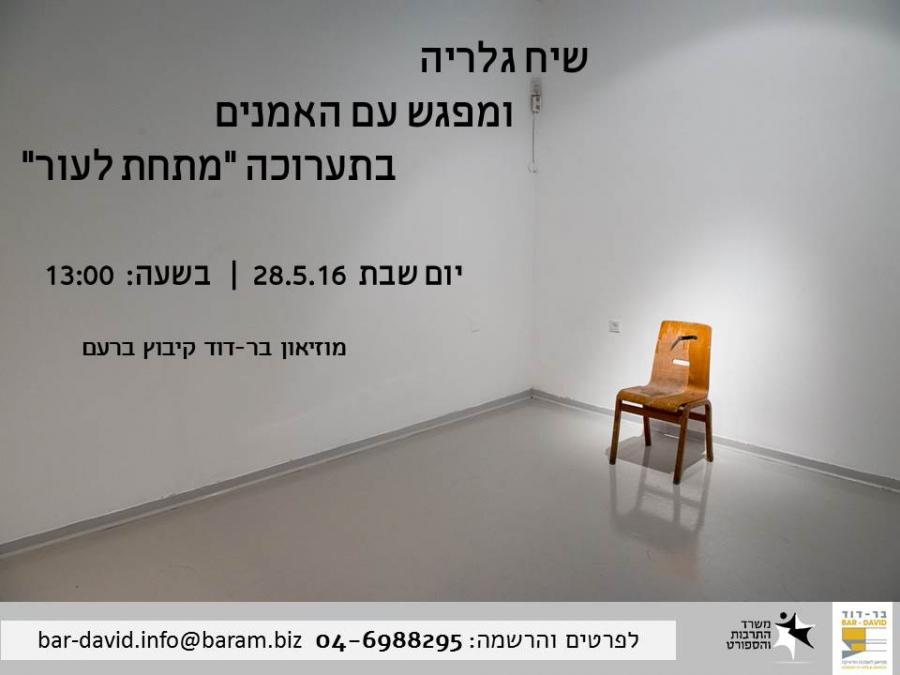 שיח גלריה
ומפגש עם האמנים
בתערוכה "מתחת לעור"
יום שבת 28.5.16 | בשעה: 13:00
מוזיאון בר-דוד קיבוץ ברעם
לפרטים והרשמה: 04-6988295 bar-david.info@baram.biz
משרד
התרבות
והספורט
בר-דוד
BAR-DAVID